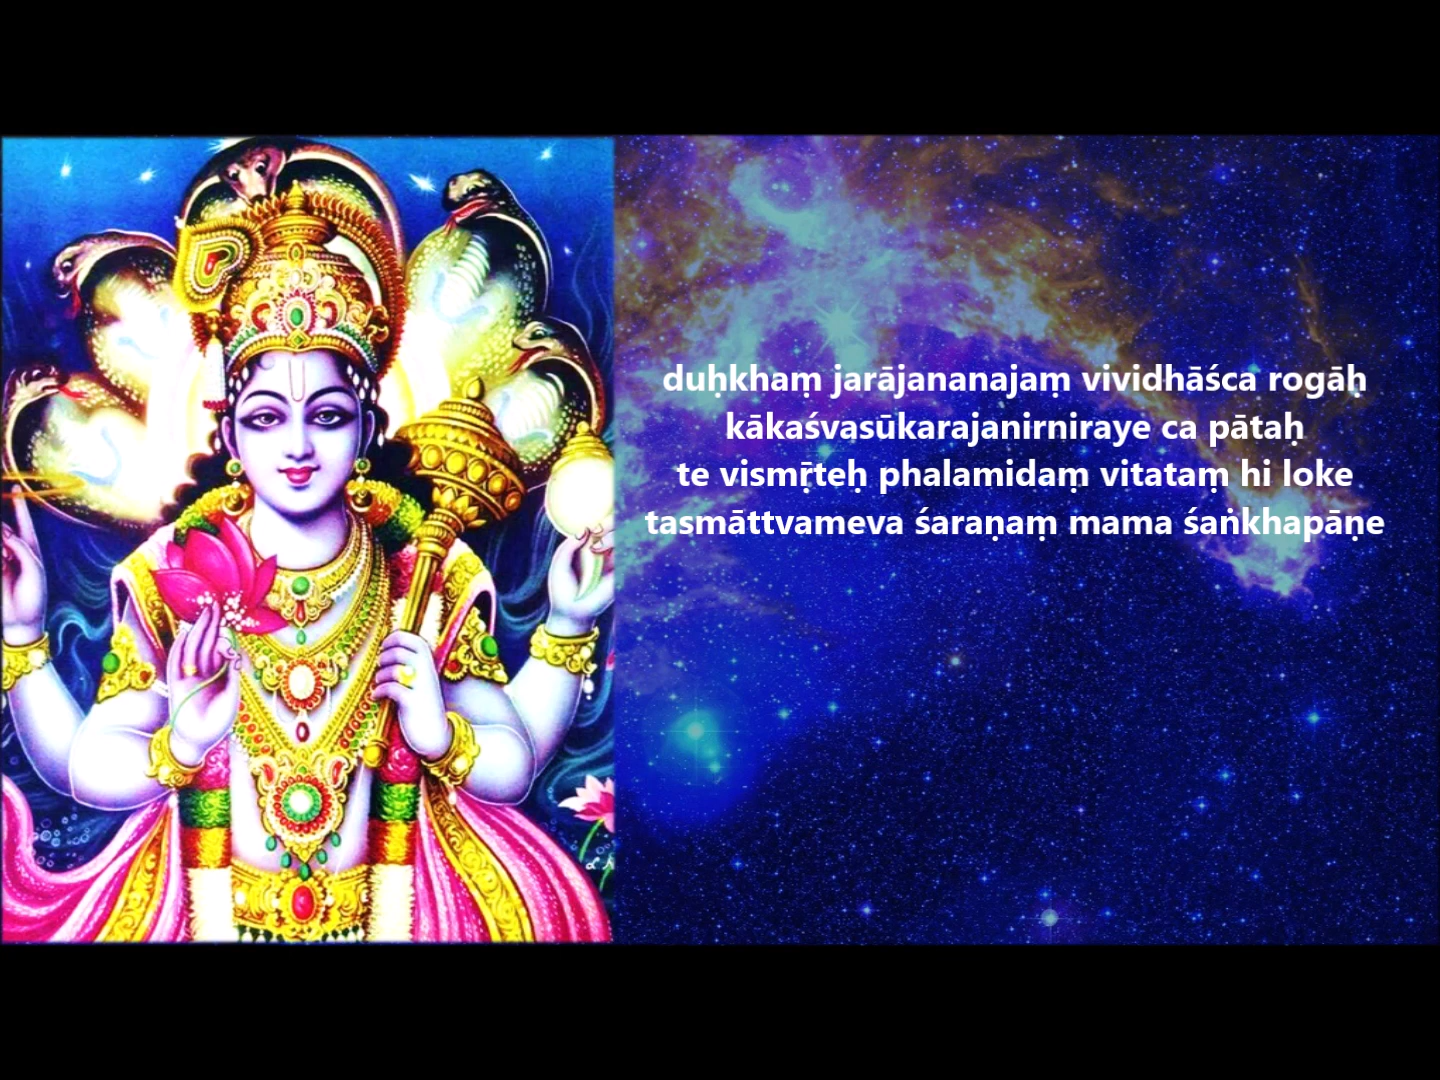 duḥkhaṃ jarājananajaṃ vividhāśca rogāḥ
kākaśvasūkarajanirniraye ca pātaḥ
te vismṝteḥ phalamidaṃ vitataṃ hi loke
tasmāttvameva śaraṇaṃ mama śaṅkhapāṇe